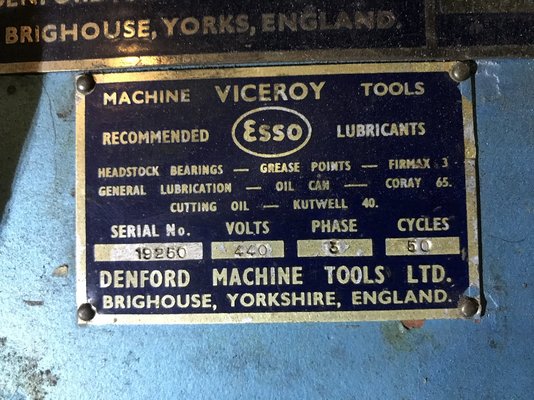 BRIGHOUSE, YORKS, ENGLAND.
MACHINE VICEROY TOOLS
RECOMMENDED Esso LUBRICANTS
HEADSTOCK BEARINGS — GREASE POINTS — FIRMAX 3
GENERAL LUBRICATION — OIL CAN — CORAY 65.
CUTTING OIL — KUTWELL 40.
SERIAL No. VOLTS PHASE CYCLES
19250 440 3 50
DENFORD MACHINE TOOLS LTD.
BRIGHOUSE, YORKSHIRE, ENGLAND.